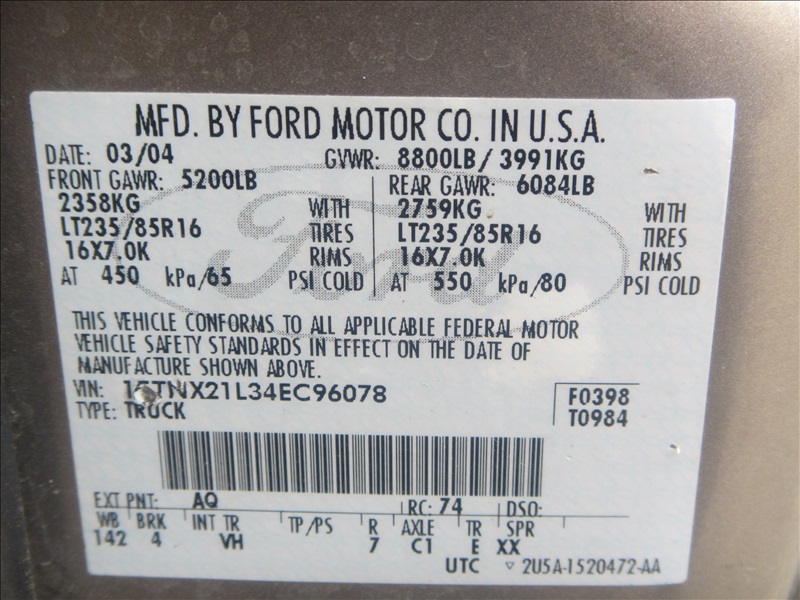 MFD. BY FORD MOTOR CO. IN U.S.A.
DATE: 03/04 GVWR: 8800LB/ 3991KG
FRONT GAWR: 5200LB REAR GAWR: 6084LB
2358KG WITH 2759KG WITH
LT235/85R16 TIRES LT235/85R16 TIRES
16X7.0K RIMS 16X7.0K RIMS
AT 450 kPa/65 PSI COLD AT 550 kPa/80 PSI COLD
Ford
THIS VEHICLE CONFORMS TO ALL APPLICABLE FEDERAL MOTOR
VEHICLE SAFETY STANDARDS IN EFFECT ON THE DATE OF
MANUFACTURE SHOWN ABOVE.
VIN: 1FTNX21L34EC96078 F0398
TYPE: TRUCK T0984
EXT PNT: AQ RC: 74 DSO:
WB BRK INT TR TP/PS R AXLE TR SPR
142 4 VH 7 C1 E XX
UTC ▽ 2U5A-1520472-AA